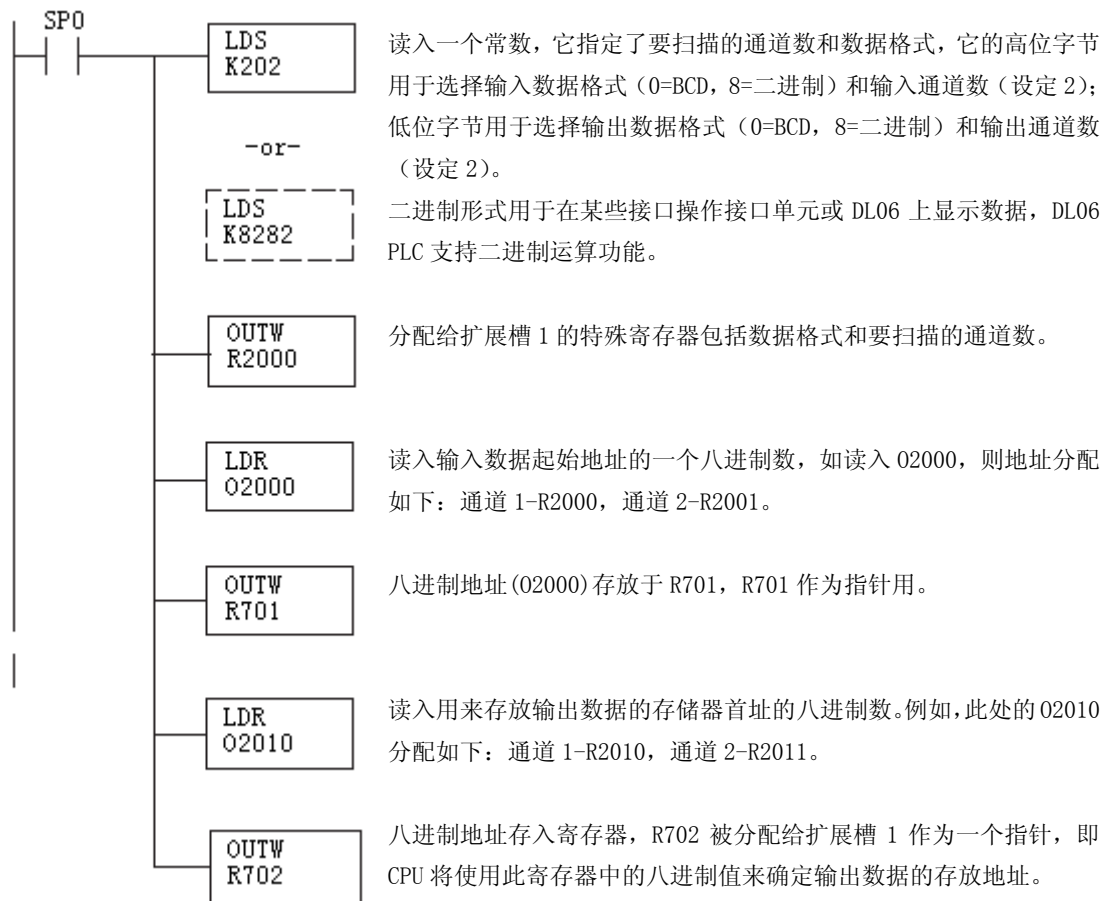 SP0
LDS
K202
读入一个常数，它指定了要扫描的通道数和数据格式，它的高位字节
用于选择输入数据格式（0=BCD，8=二进制）和输入通道数（设定 2）；
低位字节用于选择输出数据格式（0=BCD，8=二进制）和输出通道数
（设定 2）。
-or-
LDS
K8282
二进制形式用于在某些接口操作接口单元或 DL06 上显示数据，DL06
PLC 支持二进制运算功能。
OUTW
R2000
分配给扩展槽 1 的特殊寄存器包括数据格式和要扫描的通道数。
LDR
O2000
读入输入数据起始地址的一个八进制数，如读入 O2000，则地址分配
如下：通道 1-R2000，通道 2-R2001。
OUTW
R701
八进制地址(O2000)存放于 R701，R701 作为指针用。
LDR
O2010
读入用来存放输出数据的存储器首址的八进制数。例如，此处的 O2010
分配如下：通道 1-R2010，通道 2-R2011。
OUTW
R702
八进制地址存入寄存器，R702 被分配给扩展槽 1 作为一个指针，即
CPU 将使用此寄存器中的八进制值来确定输出数据的存放地址。